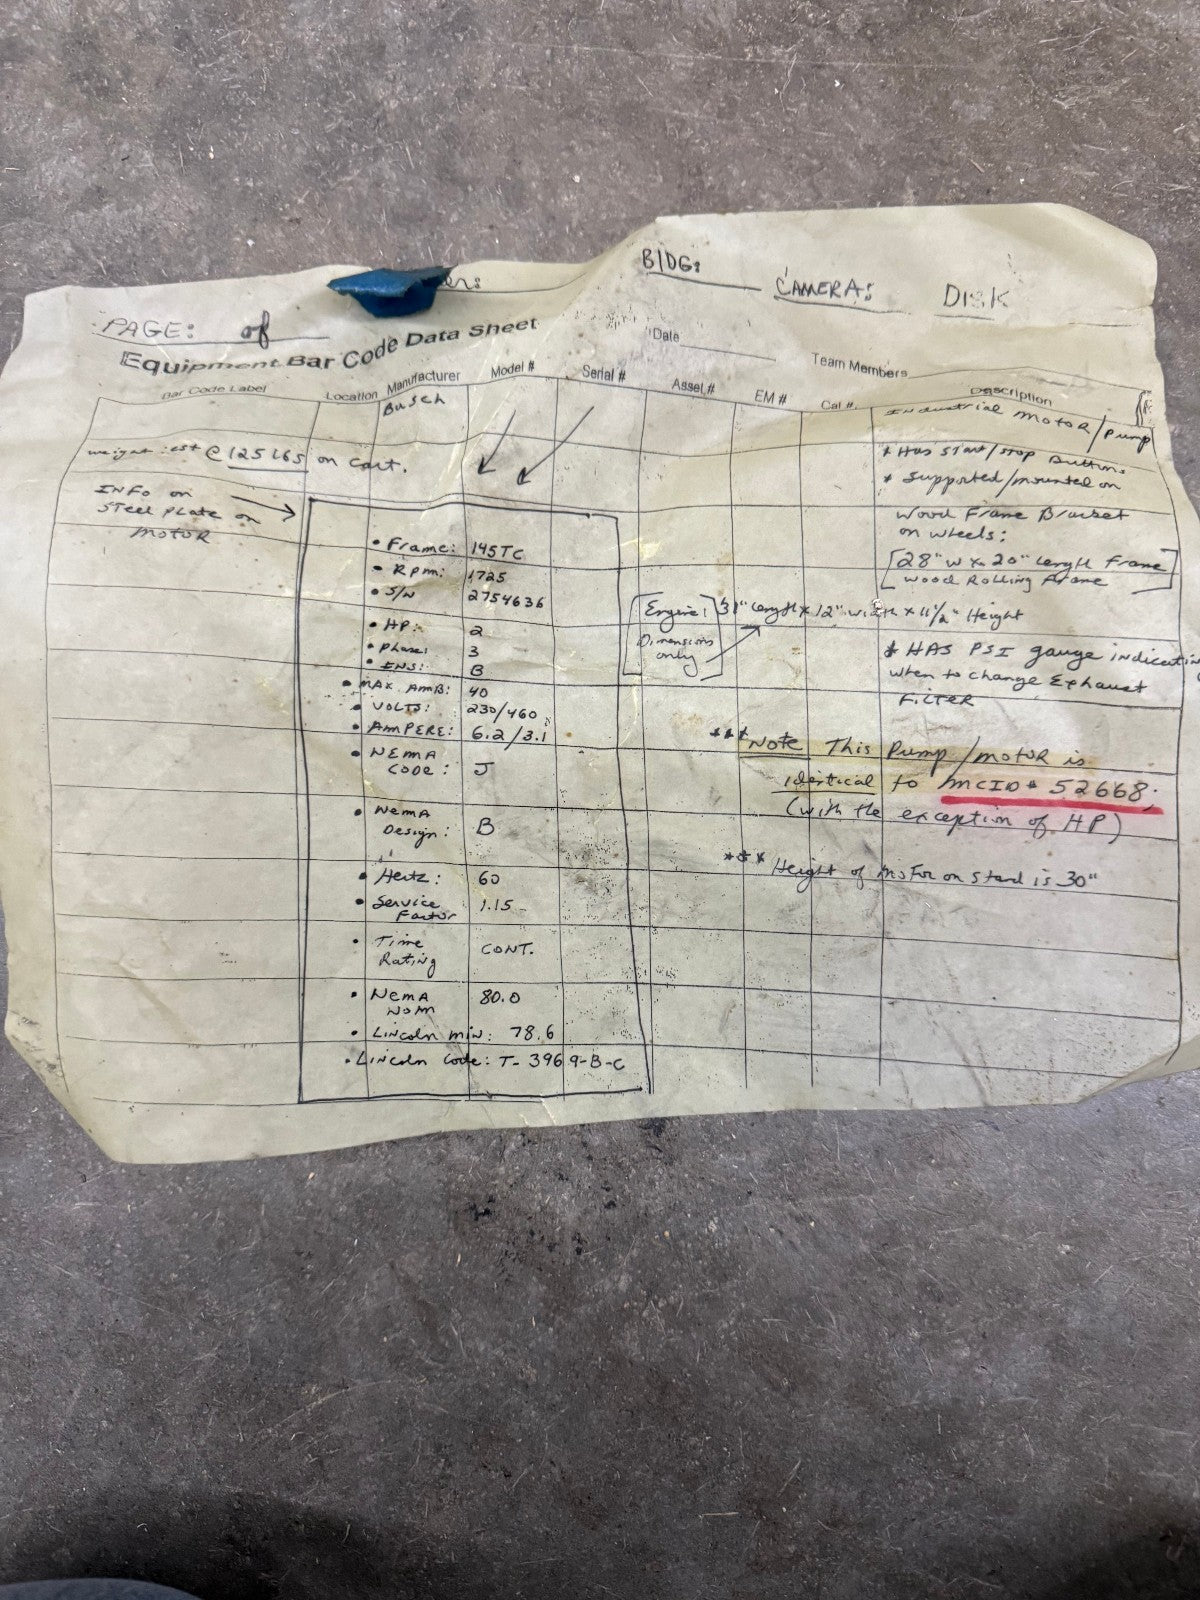 BlDG:
CAMERA:
DISK
PAGE: of
Equipment Bar Code Data Sheet
Date
Team Members
Bar Code Label
Location
Manufacturer
Model #
Serial #
Asset #
EM #
Cal #
Description
Busch
Industrial Motor/Pump
weight: est @ 125 Lbs on Cart.
* Has Start/Stop Buttons
* Supported/mounted on
Wood Frame Bracket
on wheels:
[28" W x 20" Length Frame
Wood Rolling Frame]
INFO on
Steel Plate on
Motor
• Frame: 145TC
• Rpm: 1725
• S/N 2754636
• HP: 2
• Phase: 3
• INS: B
• MAX. AMB: 40
• VOLTS: 230/460
• AMPERE: 6.2/3.1
• NEMA
Code: J
• Nema
Design: B
• Hertz: 60
• Service
Factor 1.15
• Time
Rating CONT.
• Nema
Nom 80.0
• Lincoln min: 78.6
• Lincoln Code: T-3969-B-C
[Engine:
Dimensions
only]
31" Length x 12" width x 11 1/2" Height
* HAS PSI gauge indicating
when to change Exhaust
Filter
*** Note This Pump/motor is
identical to MCID# 52668;
(with the exception of HP)
*** Height of Motor on Stand is 30"